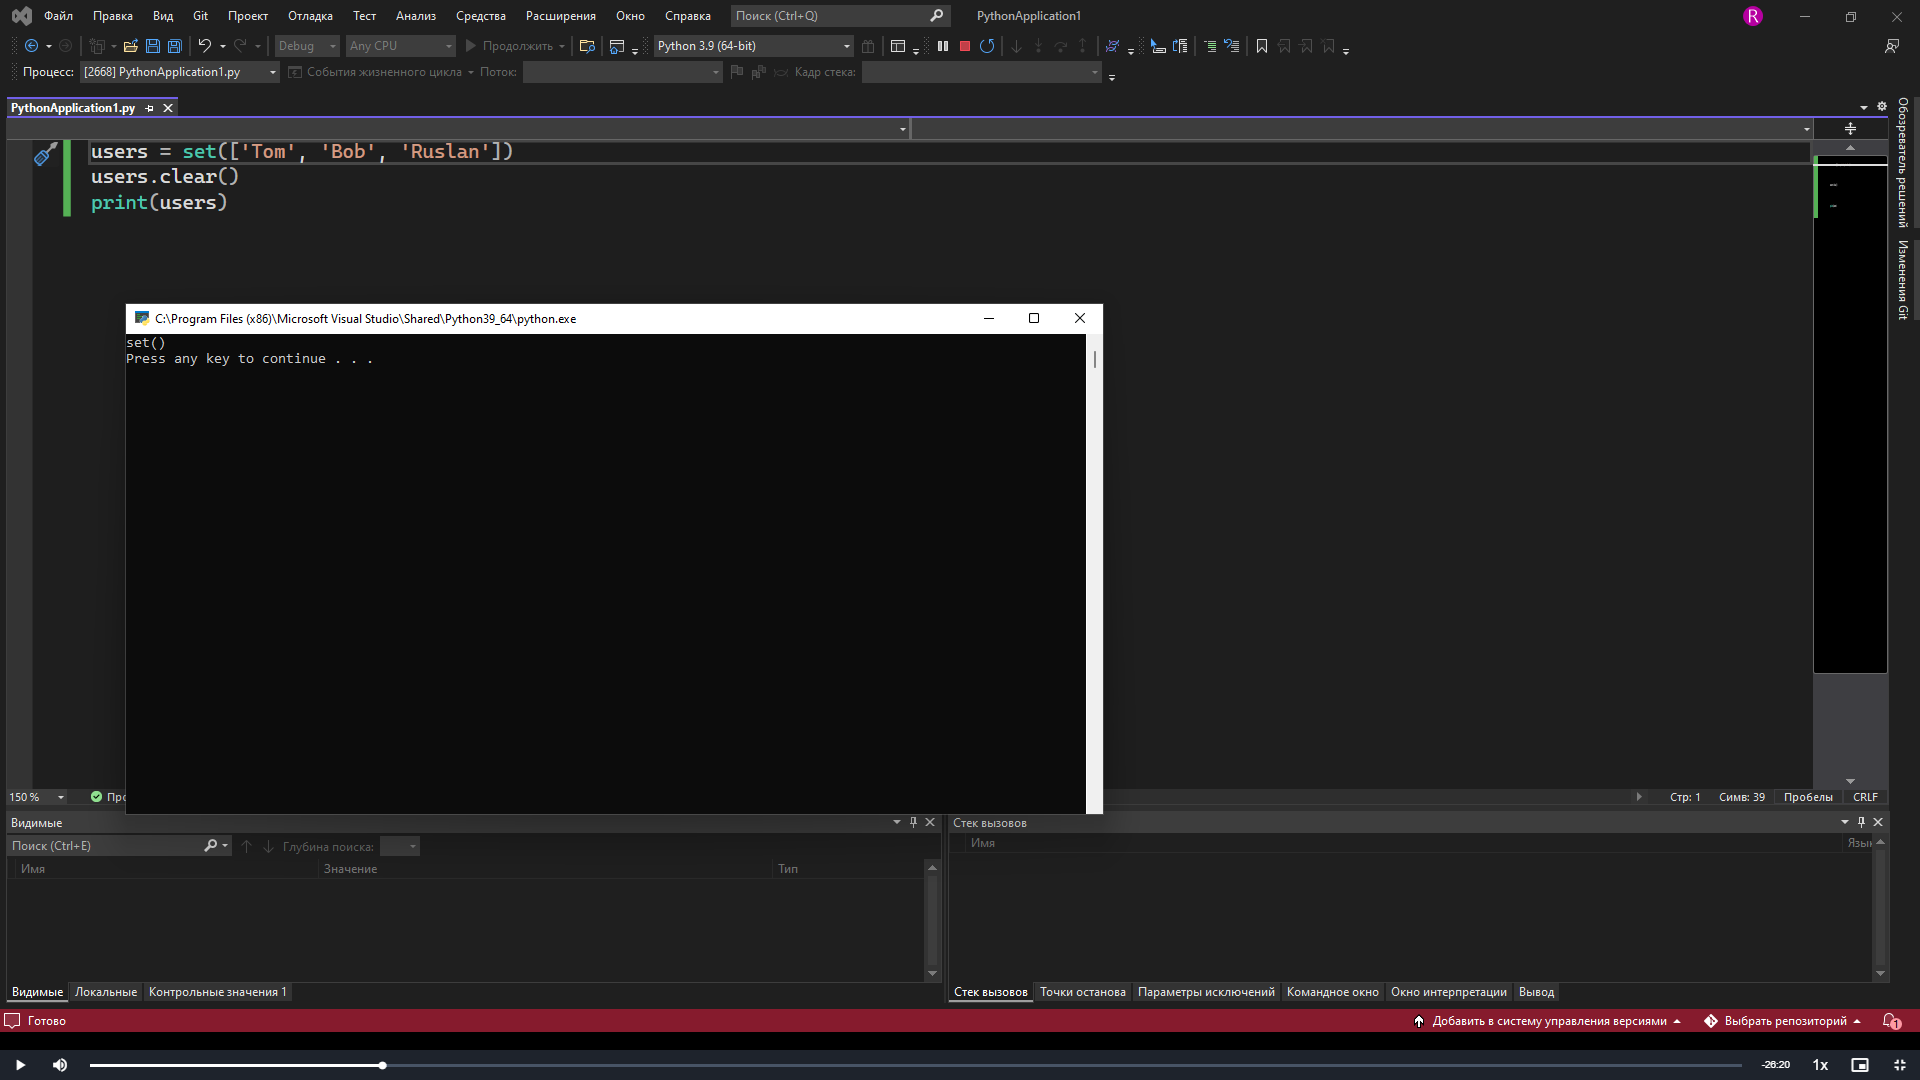 Файл Правка Вид Git Проект Отладка Тест Анализ Средства Расширения Окно Справка Поиск (Ctrl+Q) PythonApplication1 R
Debug Any CPU Продолжить Python 3.9 (64-bit)
Процесс: [2668] PythonApplication1.py События жизненного цикла Поток: Кадр стека:
PythonApplication1.py
users = set(['Tom', 'Bob', 'Ruslan'])
users.clear()
print(users)
Обозреватель решений
Изменения Git
C:\Program Files (x86)\Microsoft Visual Studio\Shared\Python39_64\python.exe
set()
Press any key to continue . . .
150 % Стр: 1 Симв: 39 Пробелы CRLF
Видимые
Поиск (Ctrl+E) Глубина поиска:
Имя Значение Тип
Видимые Локальные Контрольные значения 1
Стек вызовов
Имя
Стек вызовов Точки останова Параметры исключений Командное окно Окно интерпретации Вывод
Готово Добавить в систему управления версиями Выбрать репозиторий 1
-26:20 1x